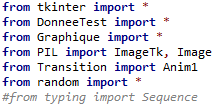 from tkinter import *
from DonneeTest import *
from Graphique import *
from PIL import ImageTk, Image
from Transition import Anim1
from random import *
#from typing import Sequence